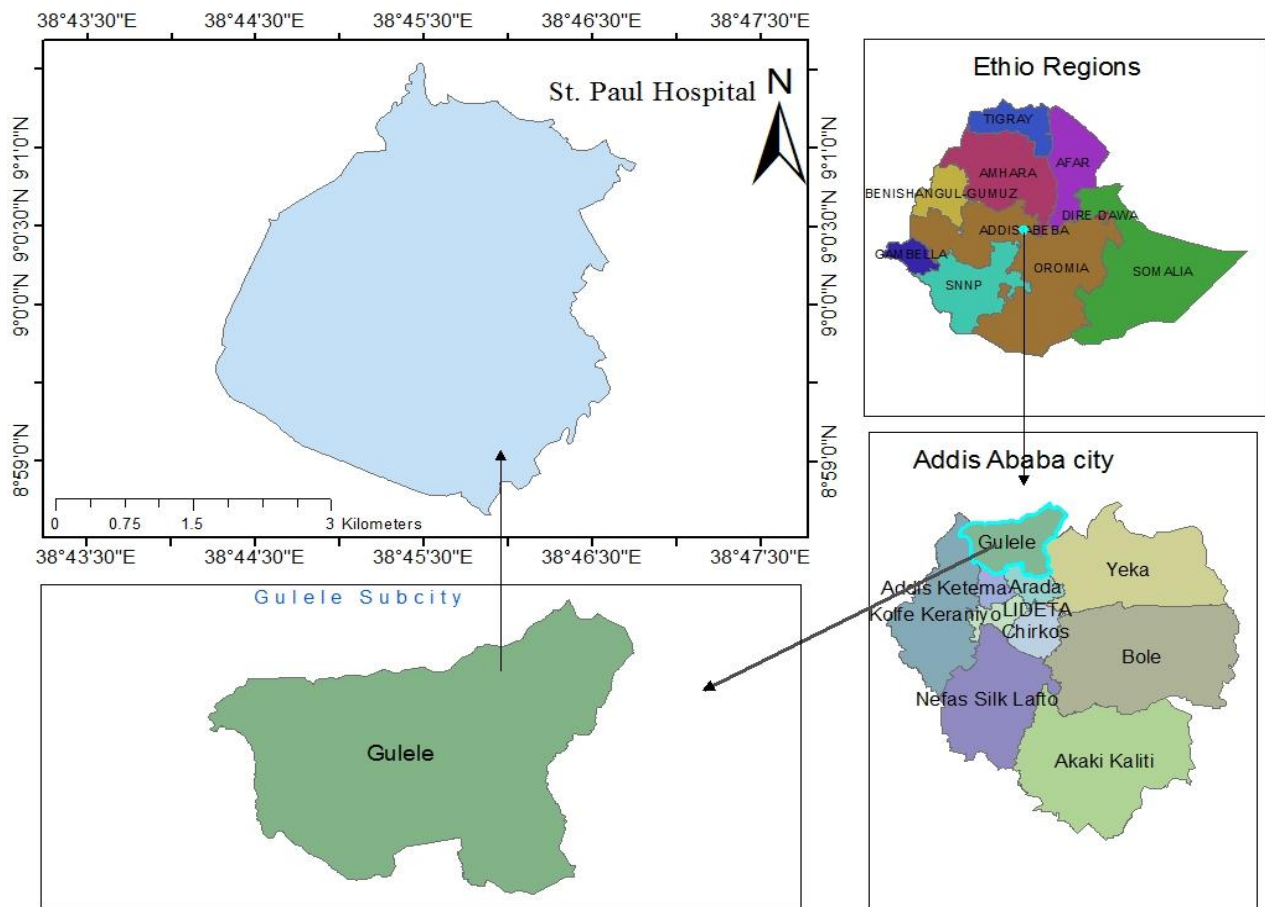 38°43'30"E 38°44'30"E 38°45'30"E 38°46'30"E 38°47'30"E
St. Paul Hospital
N
9°1'0"N
9°0'30"N
9°0'0"N
8°59'0"N
9°1'0"N
9°0'30"N
9°0'0"N
8°59'0"N
0 0.75 1.5 3 Kilometers
38°43'30"E 38°44'30"E 38°45'30"E 38°46'30"E 38°47'30"E
Ethio Regions
TIGRAY
AFAR
AMHARA
BENISHANGUL-GUMUZ
DIRE DAWA
ADDIS ABEBA
GAMBELLA
OROMIA
SOMALIA
SNNP
Addis Ababa city
Gulele
Yeka
Addis Ketema
Arada
Kolfe Keraniyo
LIDETA
Chirkos
Bole
Nefas Silk Lafto
Akaki Kaliti
Gulele Subcity
Gulele